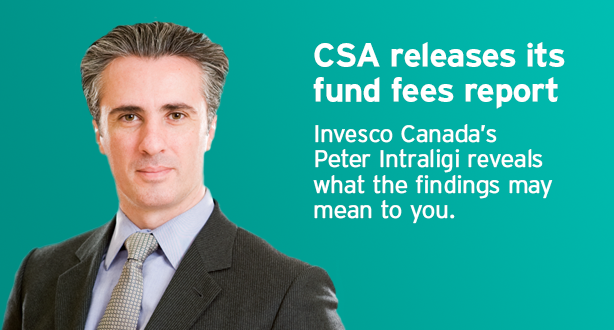 CSA releases its
fund fees report
Invesco Canada's
Peter Intraligi reveals
what the findings may
mean to you.